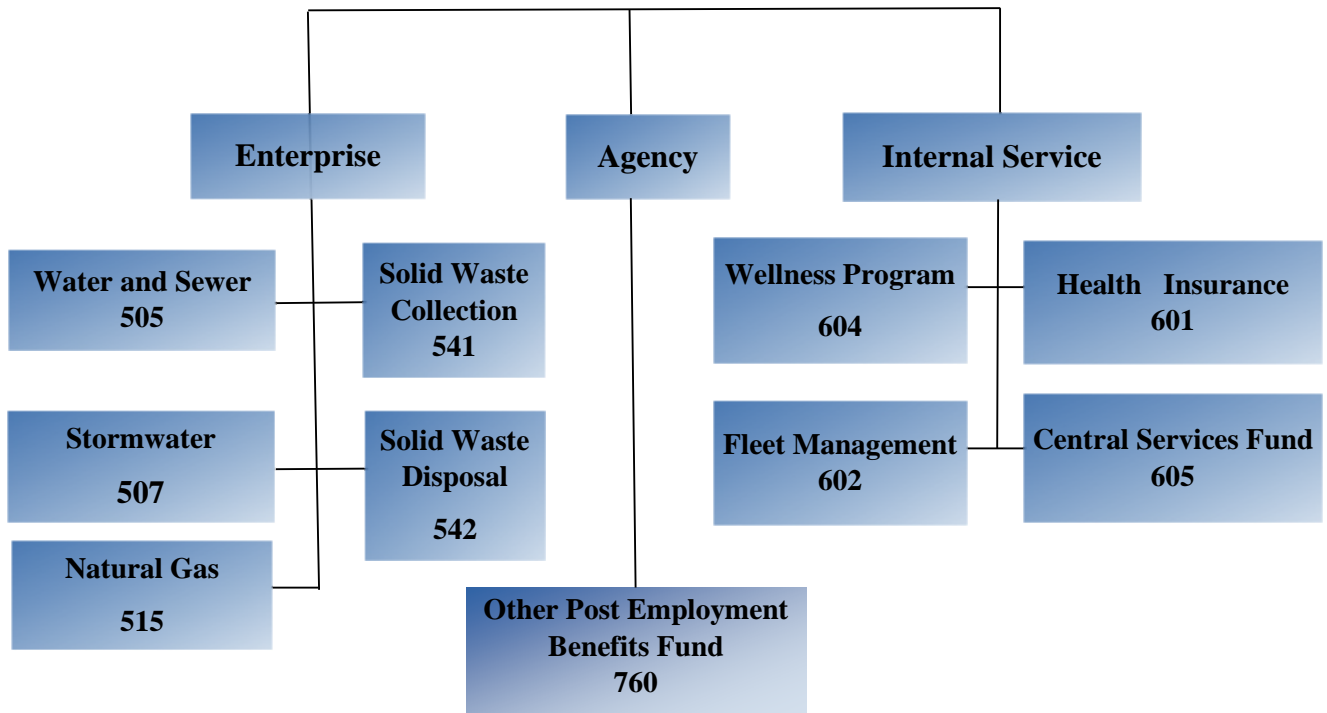 Enterprise
Agency
Internal Service
Water and Sewer
505
Solid Waste
Collection
541
Wellness Program
604
Health Insurance
601
Stormwater
507
Solid Waste
Disposal
542
Fleet Management
602
Central Services Fund
605
Natural Gas
515
Other Post Employment
Benefits Fund
760